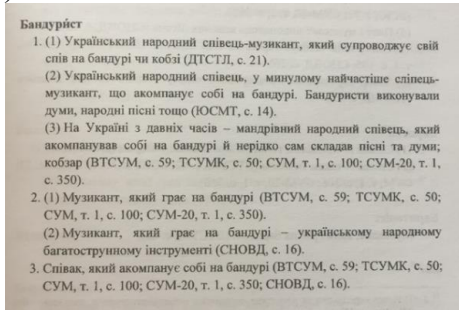 Бандури́ст
1. (1) Український народний співець-музикант, який супроводжує свій
спів на бандурі чи кобзі (ДТСТЛ, с. 21).
(2) Український народний співець, у минулому найчастіше сліпець-
музикант, що акомпанує собі на бандурі. Бандуристи виконували
думи, народні пісні тощо (ЮСМТ, с. 14).
(3) На Україні з давніх часів – мандрівний народний співець, який
акомпанував собі на бандурі й нерідко сам складав пісні та думи;
кобзар (ВТСУМ, с. 59; ТСУМК, с. 50; СУМ, т. 1, с. 100; СУМ-20, т. 1,
с. 350).
2. (1) Музикант, який грає на бандурі (ВТСУМ, с. 59; ТСУМК, с. 50;
СУМ, т. 1, с. 100; СУМ-20, т. 1, с. 350).
(2) Музикант, який грає на бандурі – українському народному
багатострунному інструменті (СНОВД, с. 16).
3. Співак, який акомпанує собі на бандурі (ВТСУМ, с. 59; ТСУМК, с. 50;
СУМ, т. 1, с. 100; СУМ-20, т. 1, с. 350; СНОВД, с. 16).